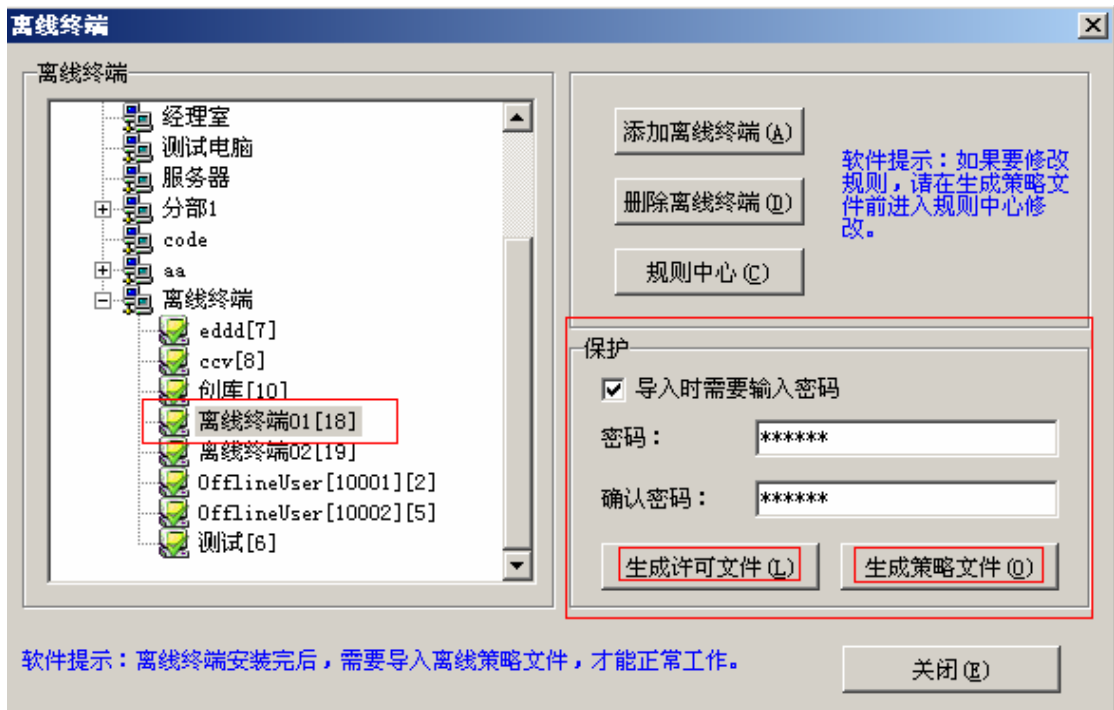 离线终端
离线终端
经理室
测试电脑
服务器
分部1
code
aa
离线终端
eddd[7]
ccv[8]
创库[10]
离线终端01[18]
离线终端02[19]
OfflineUser[10001][2]
OfflineUser[10002][5]
测试[6]
添加离线终端(A)
删除离线终端(D)
规则中心(C)
软件提示：如果要修改
规则，请在生成策略文
件前进入规则中心修
改。
保护
导入时需要输入密码
密码：
******
确认密码：
******
生成许可文件(L)
生成策略文件(O)
软件提示：离线终端安装完后，需要导入离线策略文件，才能正常工作。
关闭(E)